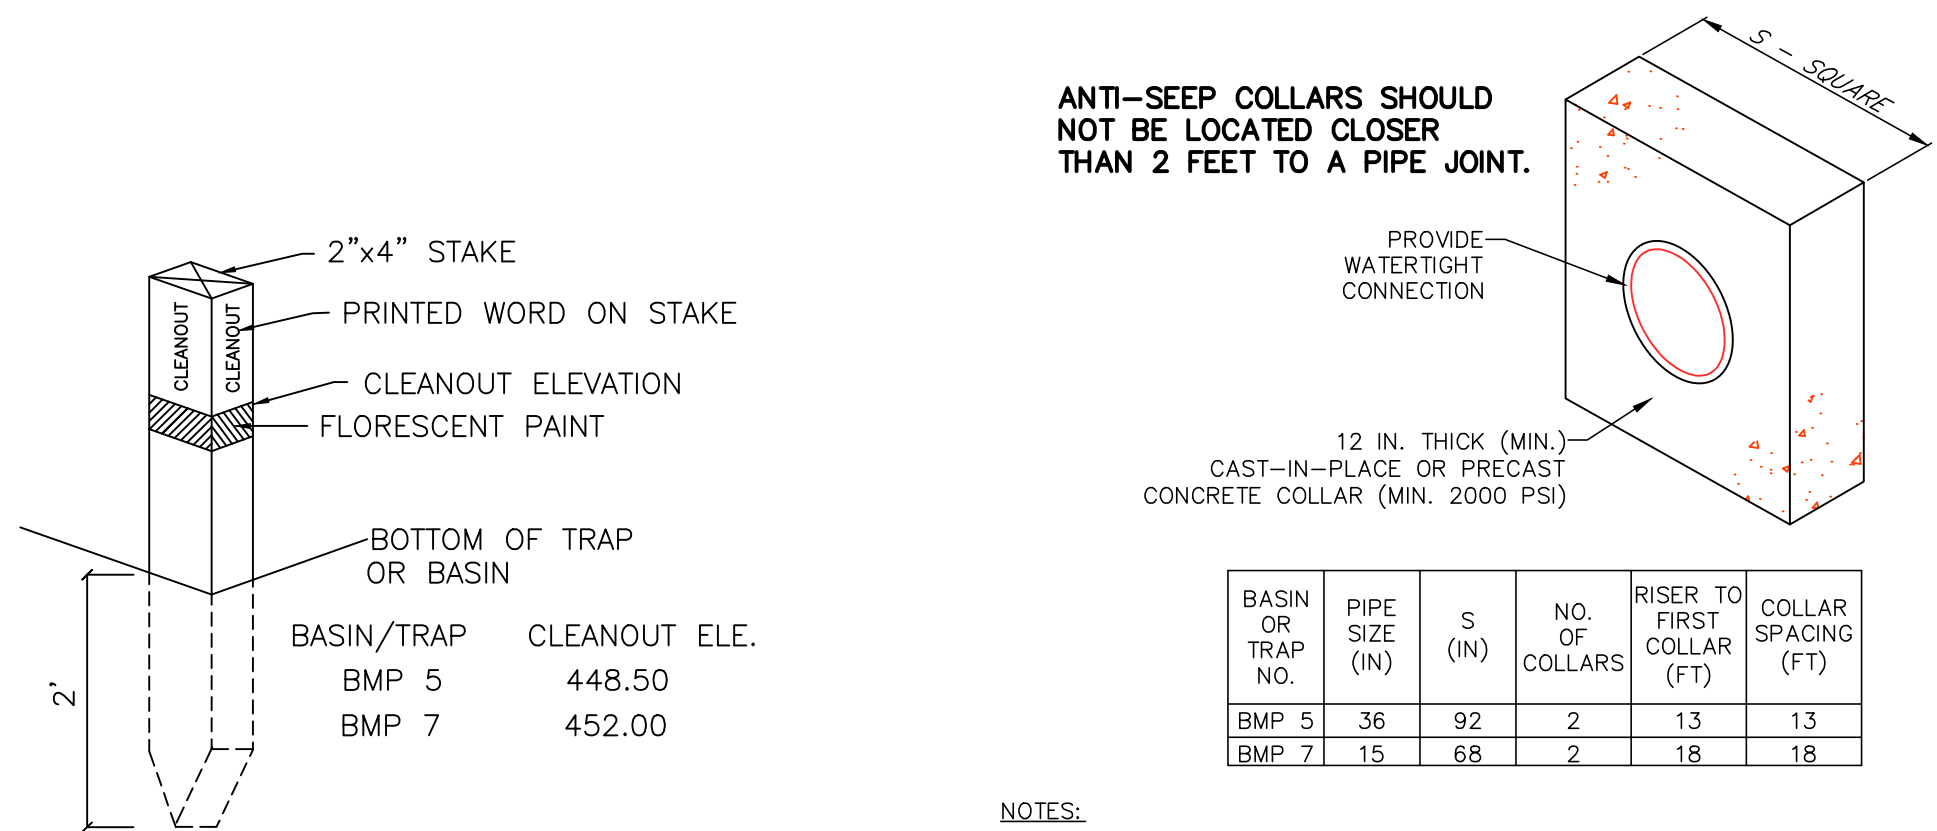 2”x4” STAKE
PRINTED WORD ON STAKE
CLEANOUT
CLEANOUT
CLEANOUT ELEVATION
FLORESCENT PAINT
BOTTOM OF TRAP
OR BASIN
2'
BASIN/TRAP CLEANOUT ELE.
BMP 5 448.50
BMP 7 452.00
ANTI-SEEP COLLARS SHOULD
NOT BE LOCATED CLOSER
THAN 2 FEET TO A PIPE JOINT.
S - SQUARE
PROVIDE
WATERTIGHT
CONNECTION
12 IN. THICK (MIN.)
CAST-IN-PLACE OR PRECAST
CONCRETE COLLAR (MIN. 2000 PSI)
BASIN
OR
TRAP
NO.
PIPE
SIZE
(IN)
S
(IN)
NO.
OF
COLLARS
RISER TO
FIRST
COLLAR
(FT)
COLLAR
SPACING
(FT)
BMP 5 36 92 2 13 13
BMP 7 15 68 2 18 18
NOTES: